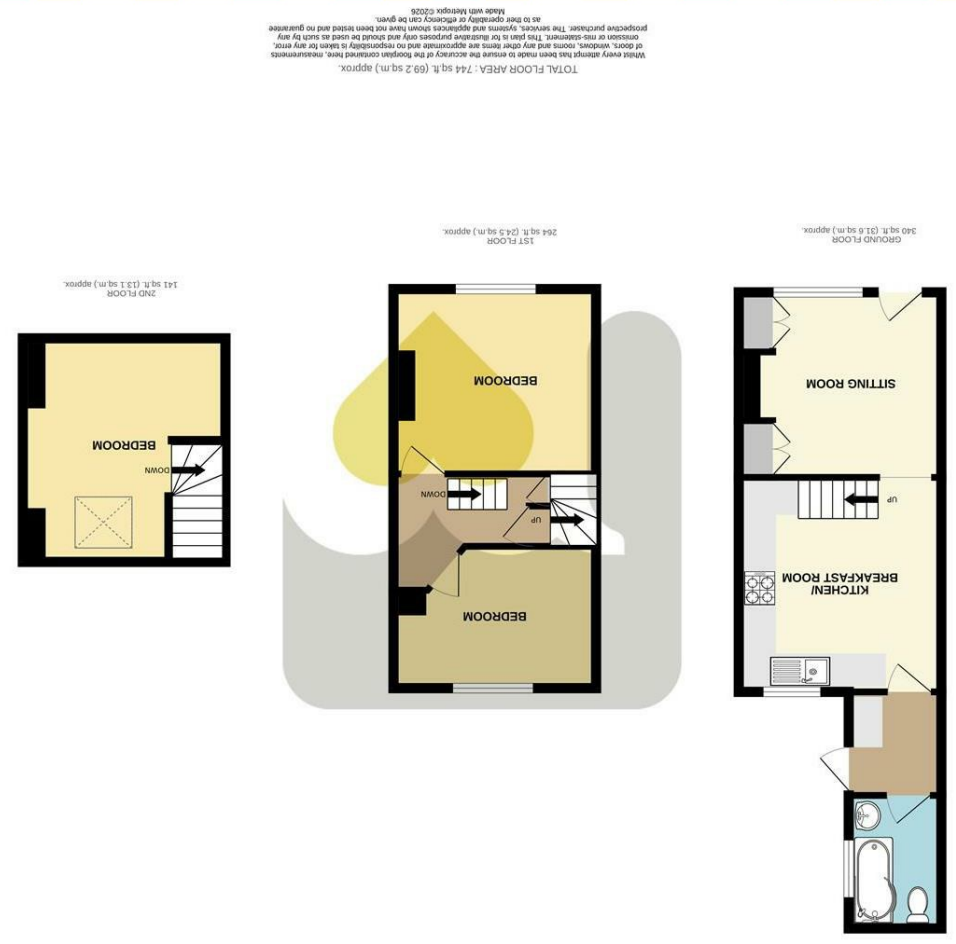 KITCHEN/
BREAKFAST ROOM
UP
SITTING ROOM
GROUND FLOOR
340 sq.ft. (31.6 sq.m.) approx.
BEDROOM
UP
DOWN
BEDROOM
1ST FLOOR
264 sq.ft. (24.5 sq.m.) approx.
DOWN
BEDROOM
2ND FLOOR
141 sq.ft. (13.1 sq.m.) approx.
TOTAL FLOOR AREA : 744 sq.ft. (69.2 sq.m.) approx.
Whilst every attempt has been made to ensure the accuracy of the floorplan contained here, measurements
of doors, windows, rooms and any other items are approximate and no responsibility is taken for any error,
omission or mis-statement. This plan is for illustrative purposes only and should be used as such by any
prospective purchaser. The services, systems and appliances shown have not been tested and no guarantee
as to their operability or efficiency can be given.
Made with Metropix ©2026